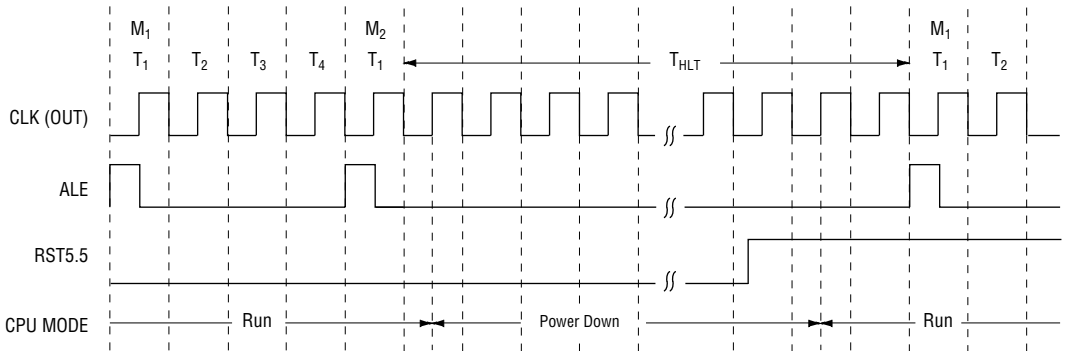 M₁ M₂ M₁
T₁ T₂ T₃ T₄ T₁ T_HLT T₁ T₂
CLK (OUT)
ALE
RST5.5
CPU MODE Run Power Down Run